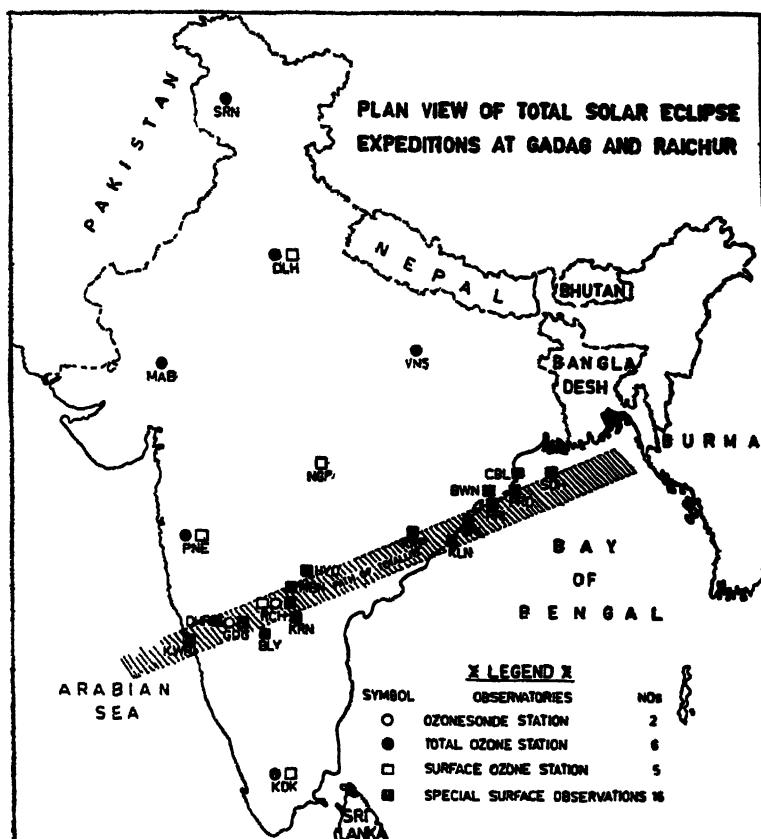 PLAN VIEW OF TOTAL SOLAR ECLIPSE
EXPEDITIONS AT GADAG AND RAICHUR
PAKISTAN
SRN
NEPAL
DLH
BHUTAN
MAB
VNS
BANGLA
DESH
BURMA
NGP
CBL
BWN
PNE
KLN
BAY
OF
BENGAL
HYD
RCH
KRN
GDG
BLY
ARABIAN
SEA
X LEGEND X
SYMBOL OBSERVATORIES NOs
OZONESONDE STATION 2
TOTAL OZONE STATION 6
SURFACE OZONE STATION 5
SPECIAL SURFACE OBSERVATIONS 16
KDK
SRI
LANKA